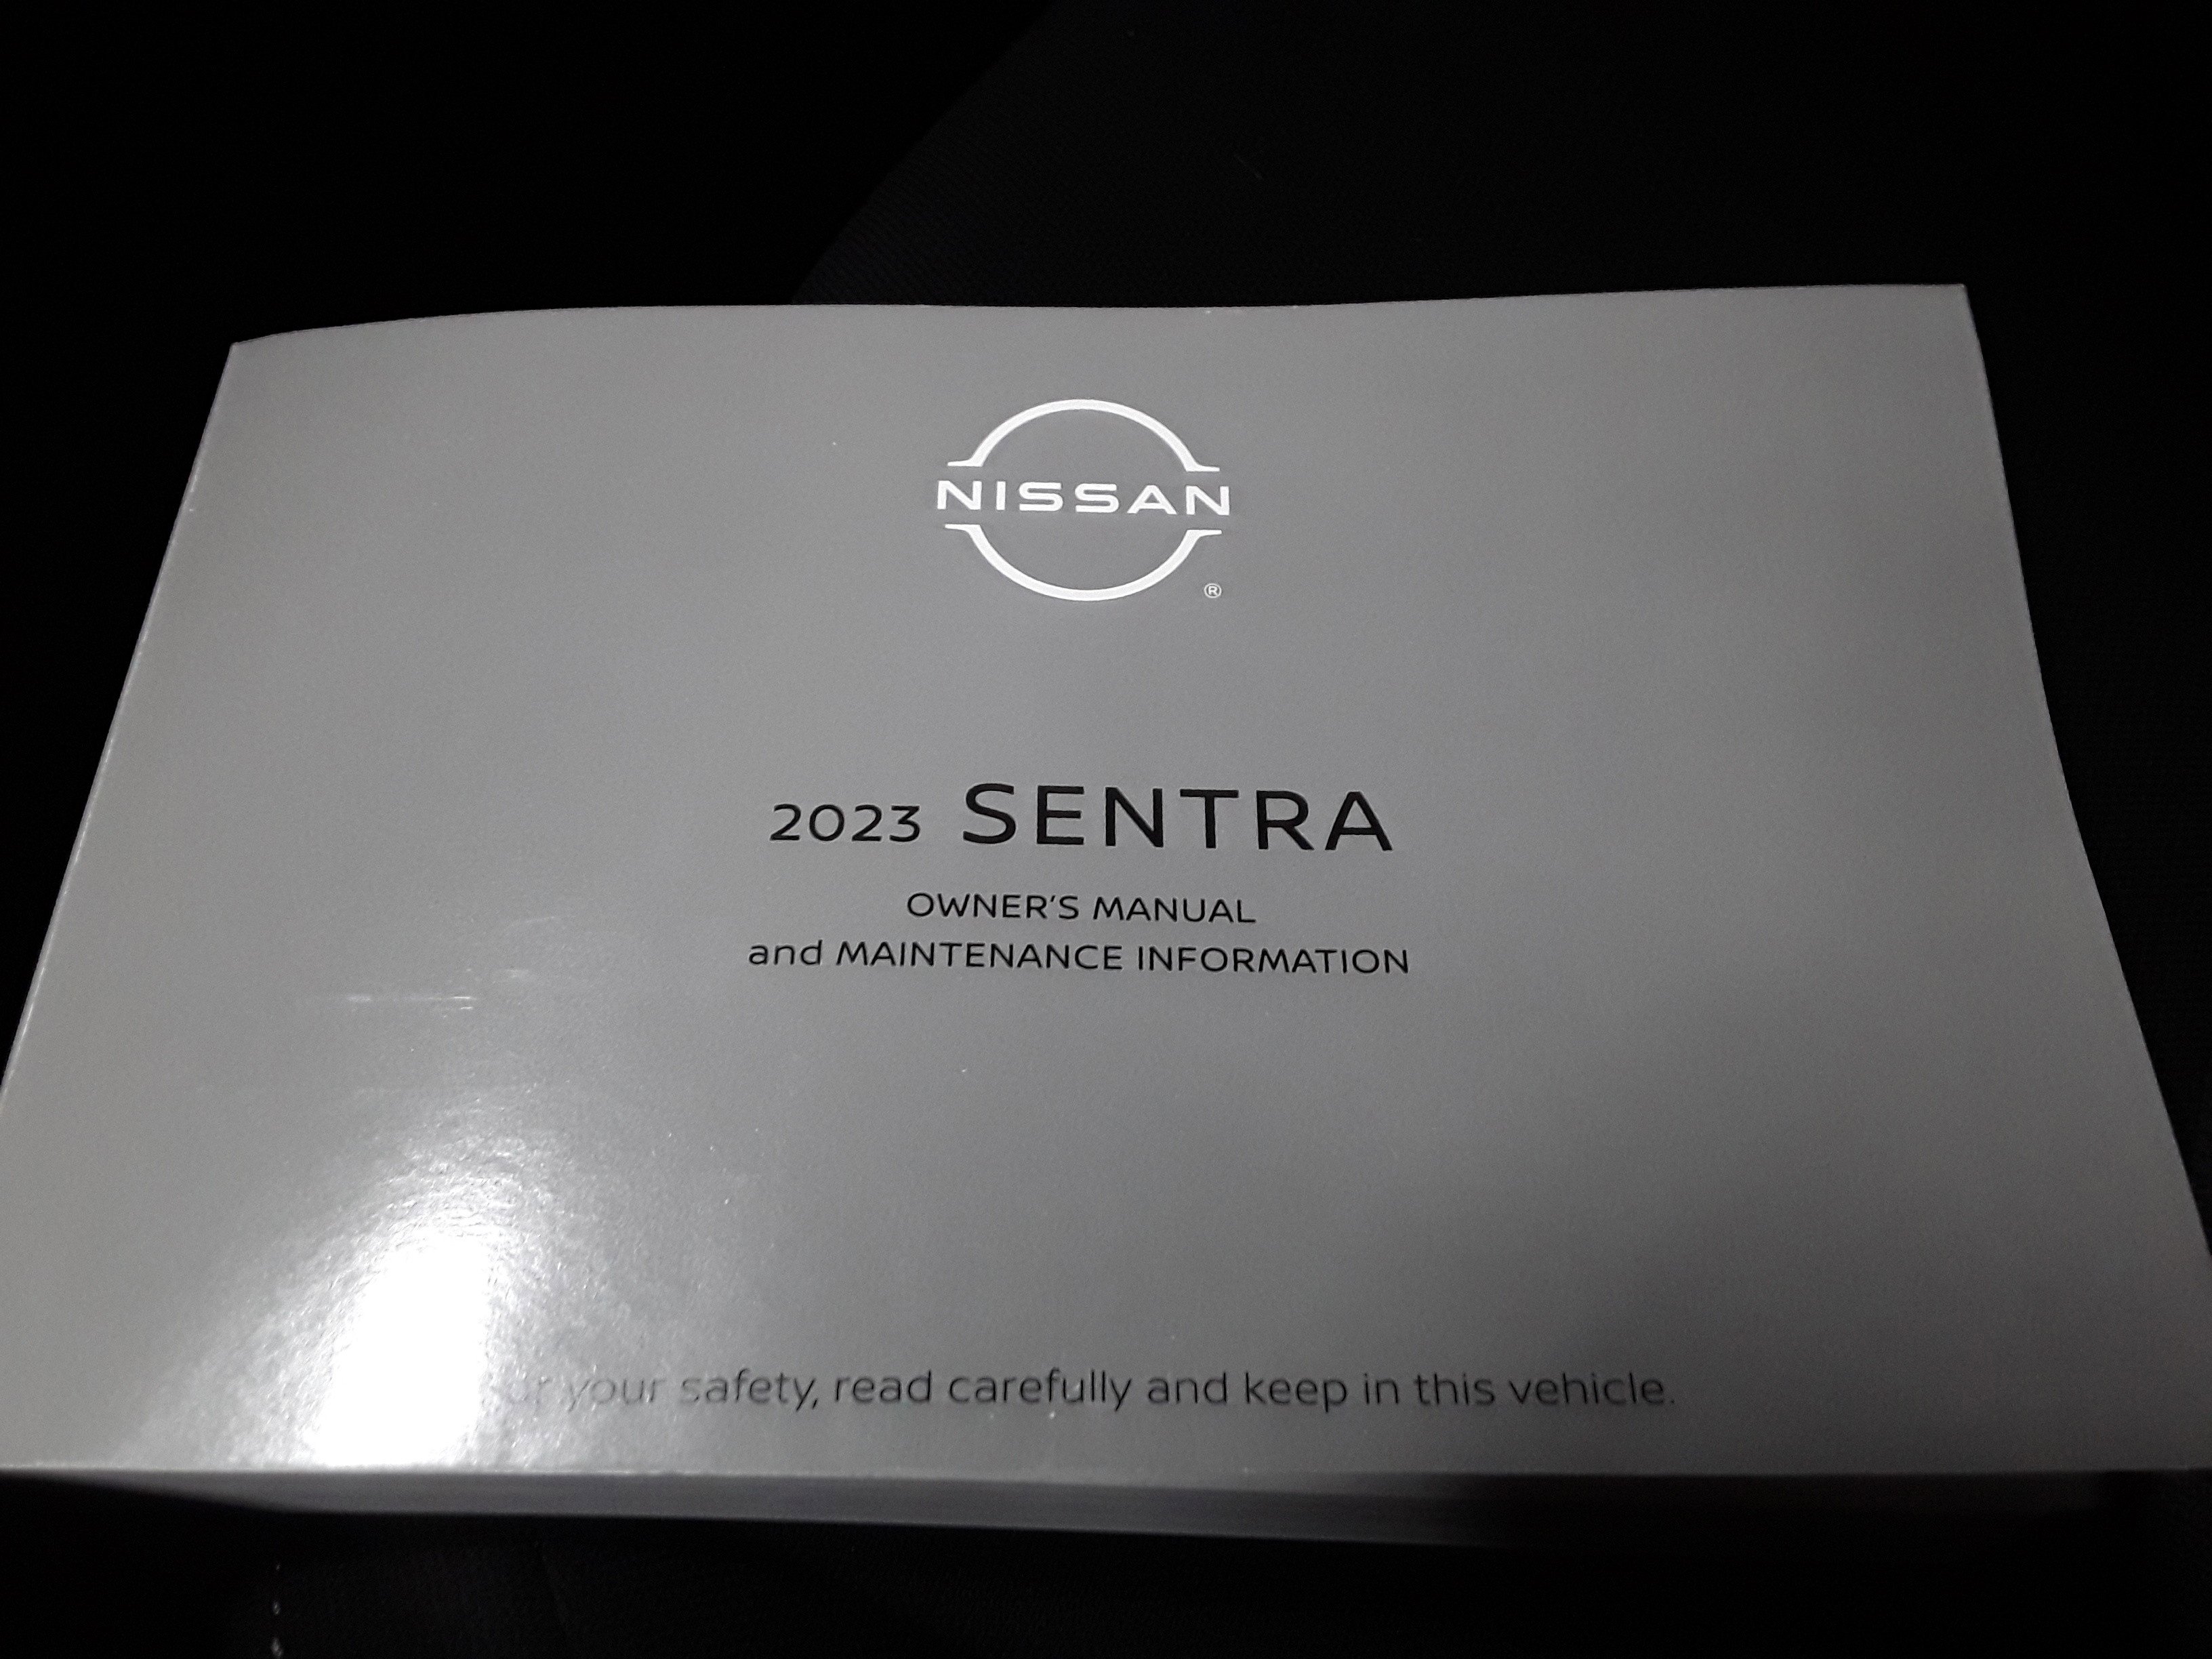 NISSAN
®
2023 SENTRA
OWNER'S MANUAL
and MAINTENANCE INFORMATION
your safety, read carefully and keep in this vehicle.